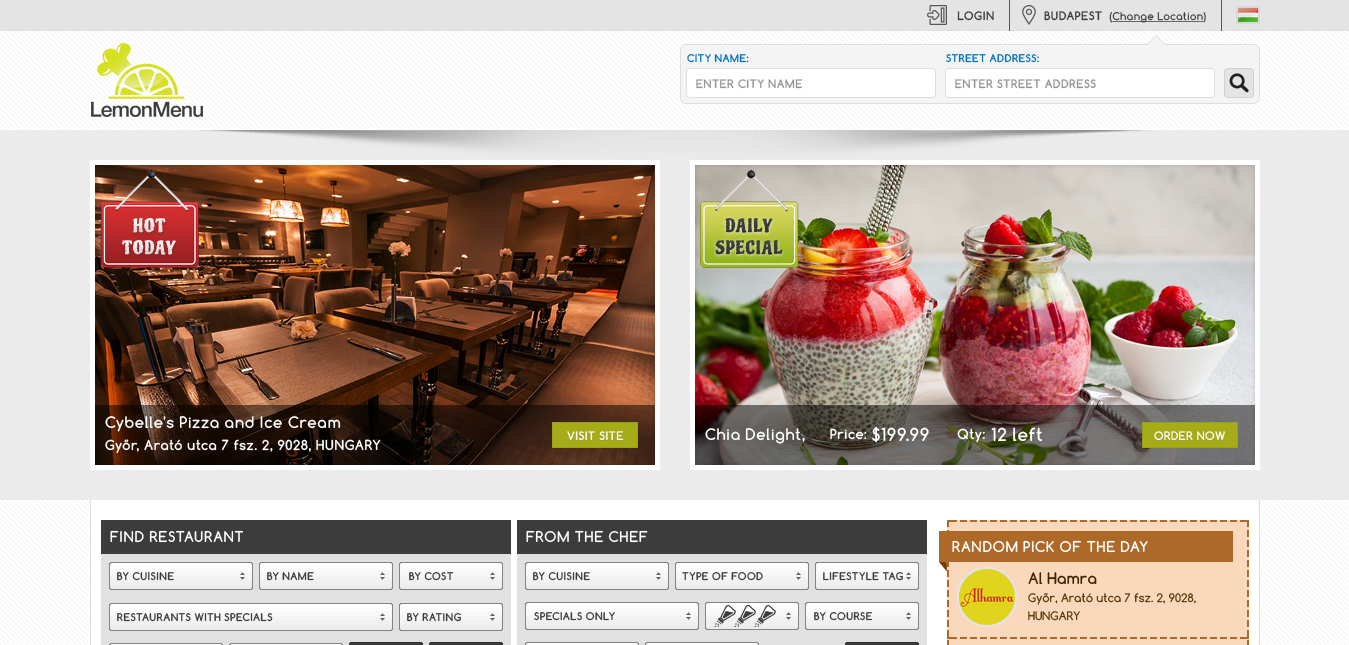 LOGIN
BUDAPEST (Change Location)
LemonMenu
CITY NAME:
STREET ADDRESS:
ENTER CITY NAME
ENTER STREET ADDRESS
HOT
TODAY
Cybelle's Pizza and Ice Cream
Győr, Arató utca 7 fsz. 2, 9028, HUNGARY
VISIT SITE
DAILY
SPECIAL
Chia Delight, Price: $199.99 Qty: 12 left
ORDER NOW
FIND RESTAURANT
BY CUISINE
BY NAME
BY COST
RESTAURANTS WITH SPECIALS
BY RATING
FROM THE CHEF
BY CUISINE
TYPE OF FOOD
LIFESTYLE TAG
SPECIALS ONLY
BY COURSE
RANDOM PICK OF THE DAY
Alhamra
Al Hamra
Győr, Arató utca 7 fsz. 2, 9028,
HUNGARY